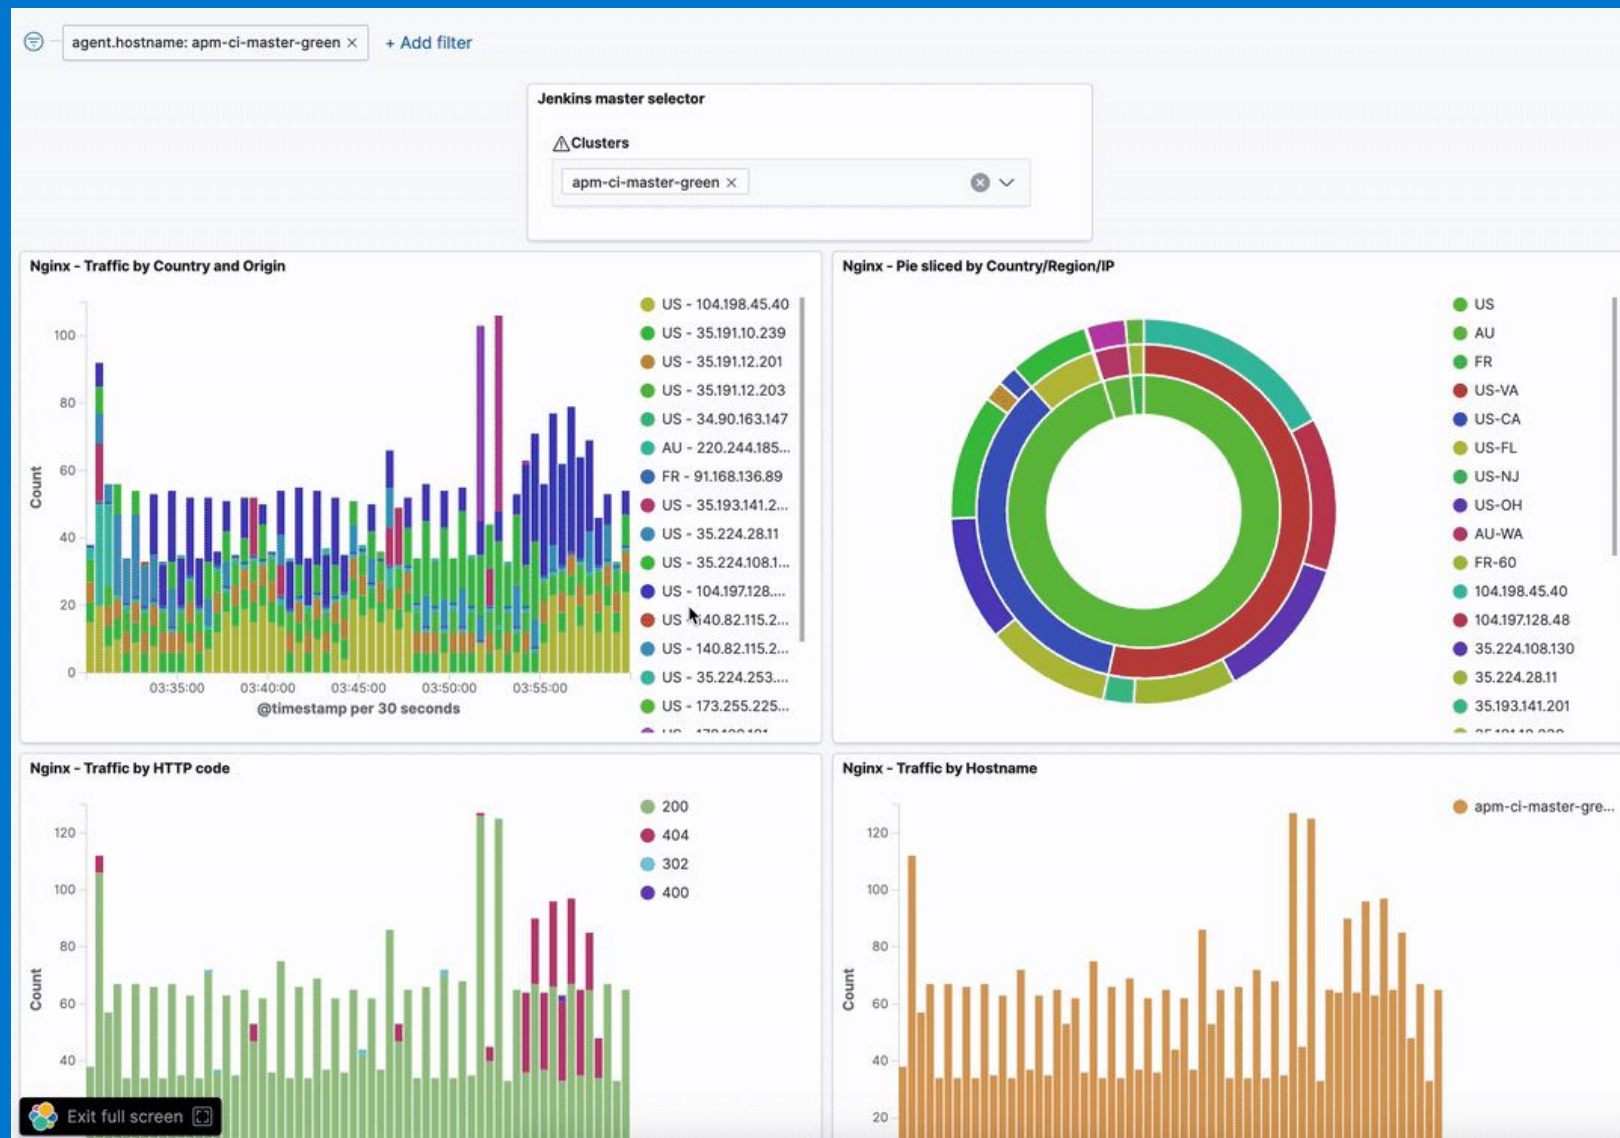 agent.hostname: apm-ci-master-green ×
+ Add filter
Jenkins master selector
Clusters
apm-ci-master-green ×
Nginx - Traffic by Country and Origin
Count
100
80
60
40
20
0
03:35:00 03:40:00 03:45:00 03:50:00 03:55:00
@timestamp per 30 seconds
US - 104.198.45.40
US - 35.191.10.239
US - 35.191.12.201
US - 35.191.12.203
US - 34.90.163.147
AU - 220.244.185...
FR - 91.168.136.89
US - 35.193.141.2...
US - 35.224.28.11
US - 35.224.108.1...
US - 104.197.128....
US - 140.82.115.2...
US - 140.82.115.2...
US - 35.224.253....
US - 173.255.225...
Nginx - Pie sliced by Country/Region/IP
US
AU
FR
US-VA
US-CA
US-FL
US-NJ
US-OH
AU-WA
FR-60
104.198.45.40
104.197.128.48
35.224.108.130
35.224.28.11
35.193.141.201
Nginx - Traffic by HTTP code
Count
120
100
80
60
40
200
404
302
400
Nginx - Traffic by Hostname
Count
120
100
80
60
40
20
apm-ci-master-gre...
Exit full screen